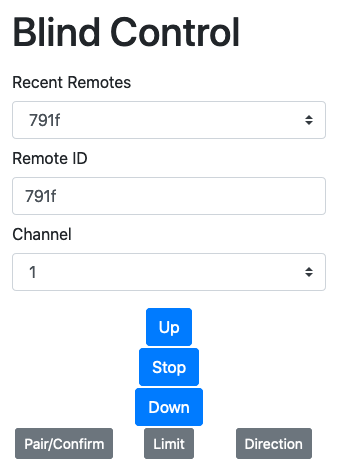 Blind Control
Recent Remotes
791f
Remote ID
791f
Channel
1
Up
Stop
Down
Pair/Confirm Limit Direction